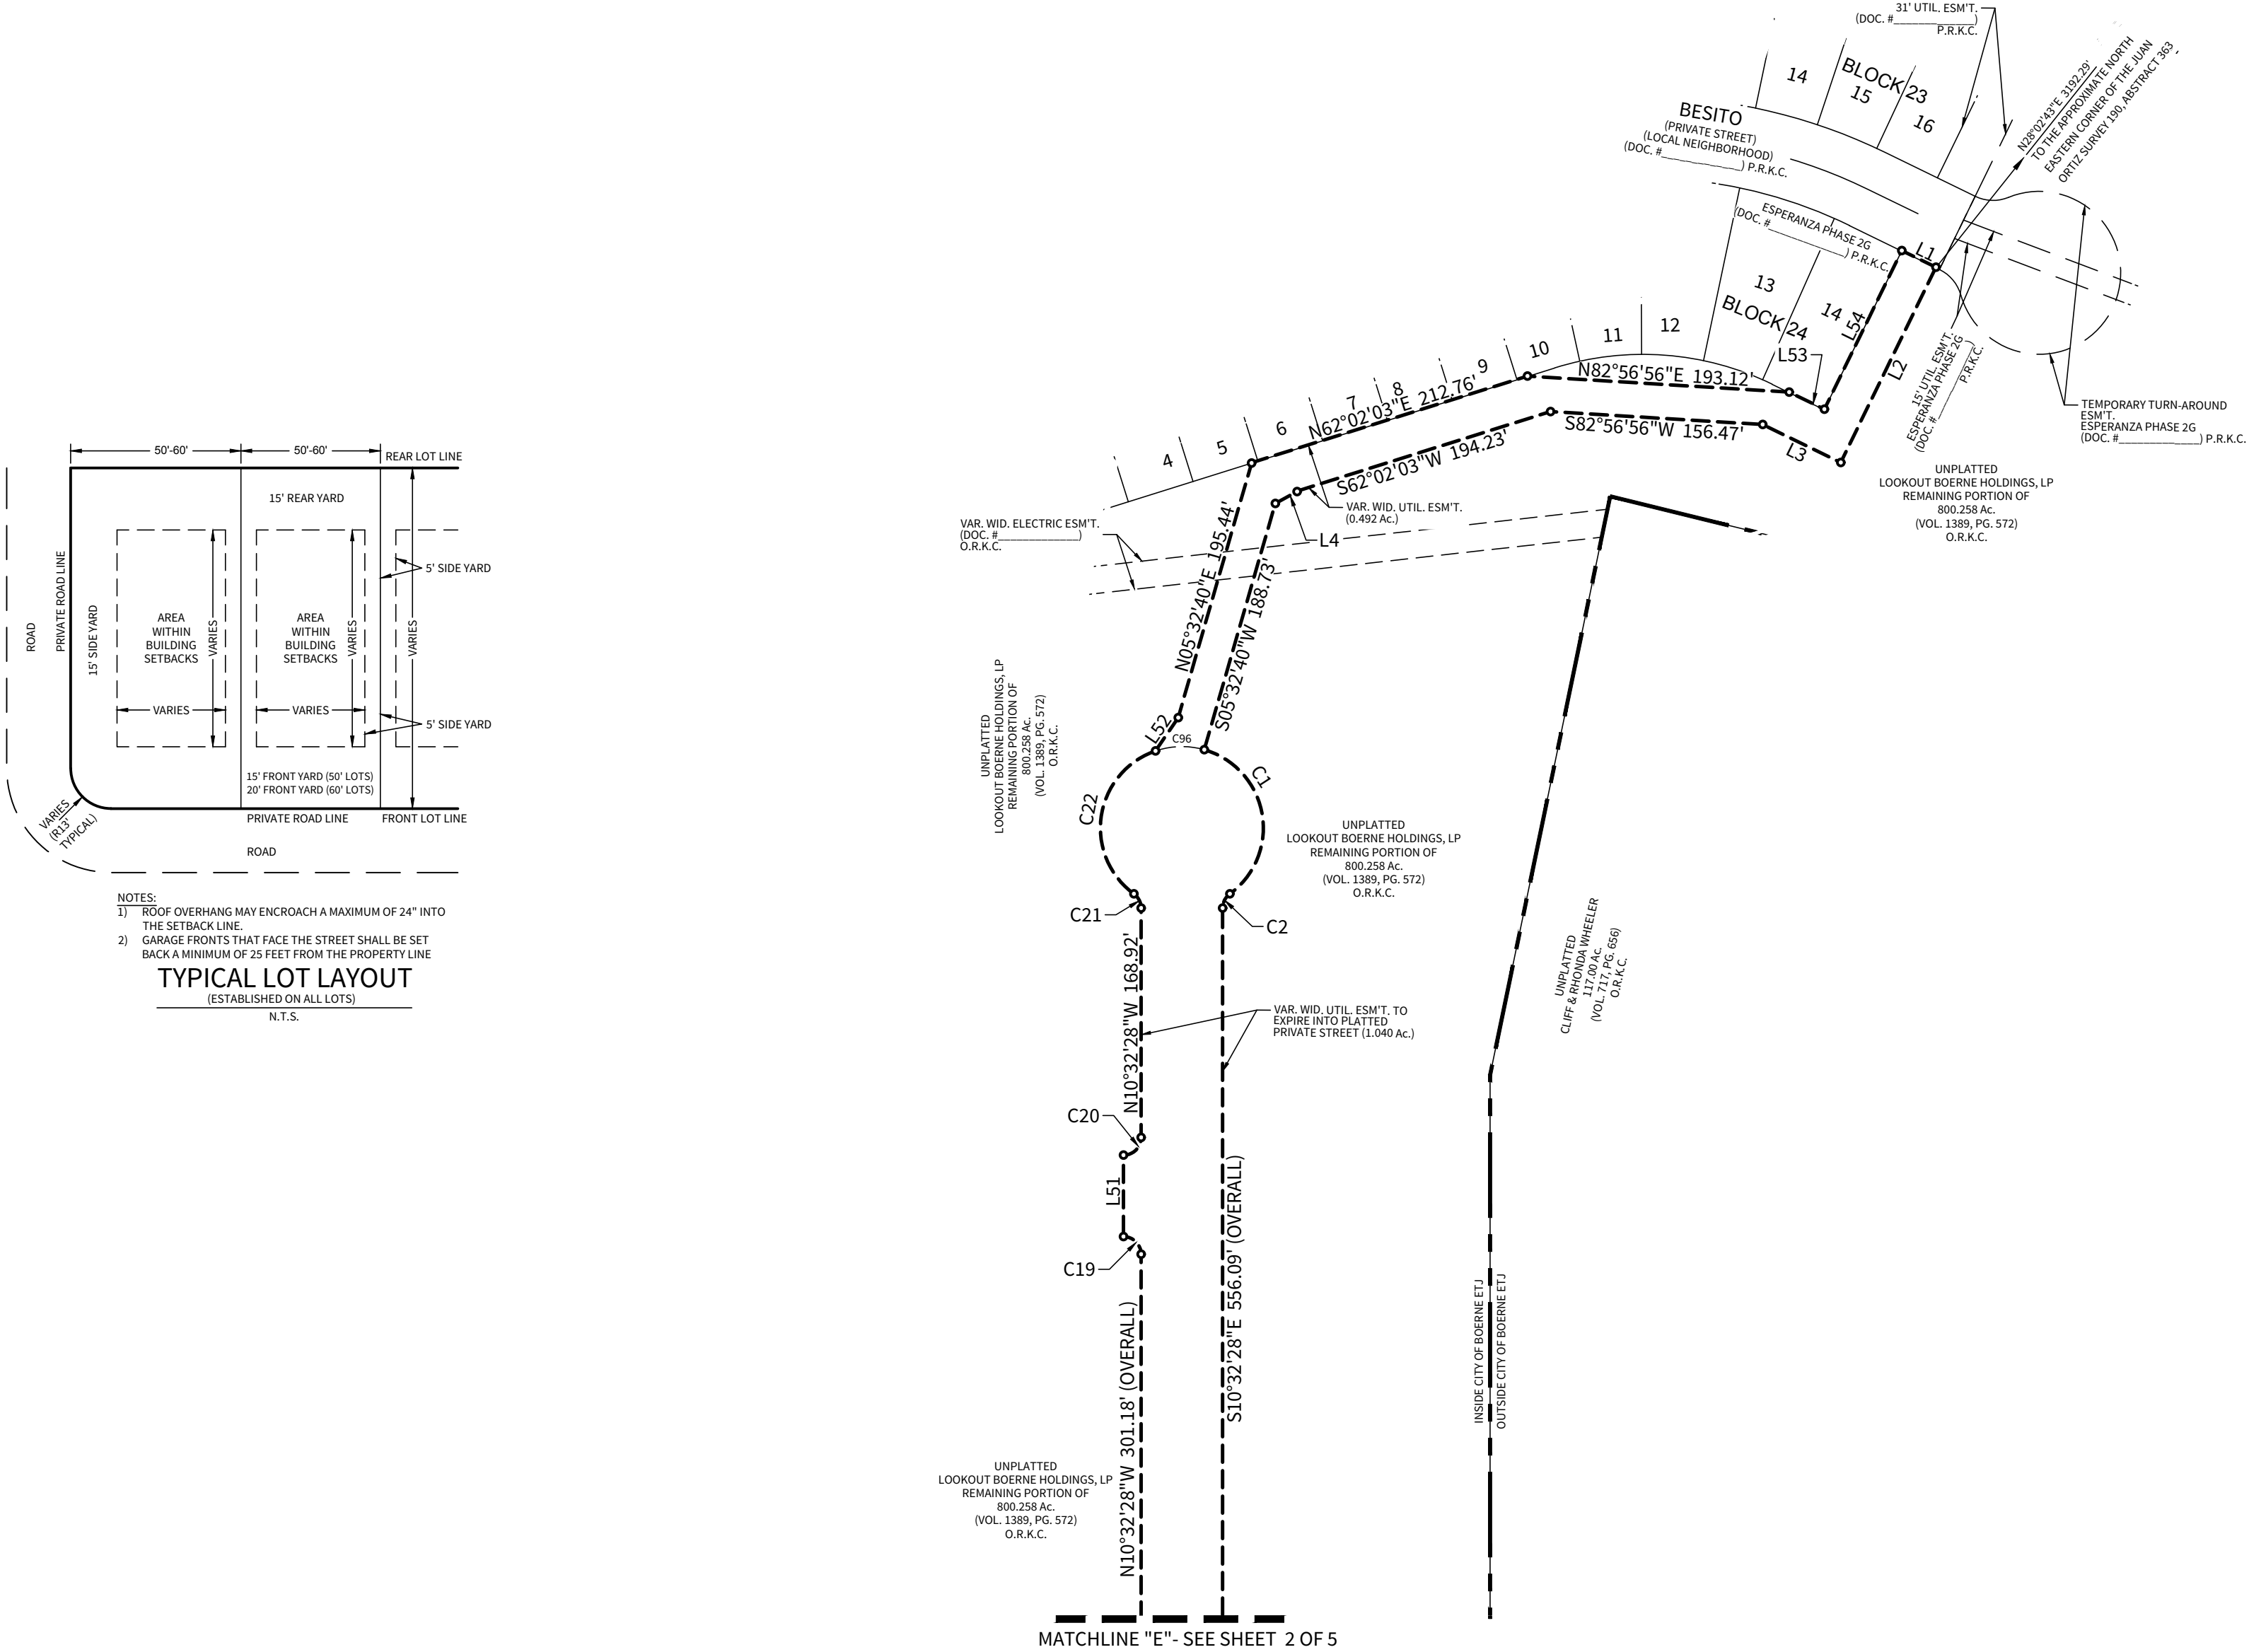 31' UTIL. ESM'T.
(DOC. #____________)
P.R.K.C.
N28°02'43"E 3192.29'
TO THE APPROXIMATE NORTH
EASTERN CORNER OF THE JUAN
ORTIZ SURVEY 190, ABSTRACT 363
14
BLOCK 23
15
16
BESITO
(PRIVATE STREET)
(LOCAL NEIGHBORHOOD)
(DOC. #____________) P.R.K.C.
ESPERANZA PHASE 2G
(DOC. #____________) P.R.K.C.
L1
13
BLOCK 24
14
L54
L53
L2
15' UTIL. ESM'T.
ESPERANZA PHASE 2G
(DOC. #____________)
P.R.K.C.
TEMPORARY TURN-AROUND
ESM'T.
ESPERANZA PHASE 2G
(DOC. #____________) P.R.K.C.
4
5
6
7
8
9
10
11
12
N62°02'03"E 212.76'
N82°56'56"E 193.12'
S82°56'56"W 156.47'
S62°02'03"W 194.23'
L3
L4
VAR. WID. UTIL. ESM'T.
(0.492 Ac.)
UNPLATTED
LOOKOUT BOERNE HOLDINGS, LP
REMAINING PORTION OF
800.258 Ac.
(VOL. 1389, PG. 572)
O.R.K.C.
VAR. WID. ELECTRIC ESM'T.
(DOC. #____________)
O.R.K.C.
N05°32'40"E 195.44'
S05°32'40"W 188.73'
UNPLATTED
LOOKOUT BOERNE HOLDINGS, LP
REMAINING PORTION OF
800.258 Ac.
(VOL. 1389, PG. 572)
O.R.K.C.
L52
C96
C1
C22
UNPLATTED
LOOKOUT BOERNE HOLDINGS, LP
REMAINING PORTION OF
800.258 Ac.
(VOL. 1389, PG. 572)
O.R.K.C.
C21
C2
N10°32'28"W 168.92'
VAR. WID. UTIL. ESM'T. TO
EXPIRE INTO PLATTED
PRIVATE STREET (1.040 Ac.)
UNPLATTED
CLIFF & RHONDA WHEELER
117.00 Ac.
(VOL. 717, PG. 656)
O.R.K.C.
C20
L51
C19
N10°32'28"W 301.18' (OVERALL)
S10°32'28"E 556.09' (OVERALL)
INSIDE CITY OF BOERNE ETJ
OUTSIDE CITY OF BOERNE ETJ
UNPLATTED
LOOKOUT BOERNE HOLDINGS, LP
REMAINING PORTION OF
800.258 Ac.
(VOL. 1389, PG. 572)
O.R.K.C.
MATCHLINE "E"- SEE SHEET 2 OF 5
50'-60'
50'-60'
REAR LOT LINE
15' REAR YARD
ROAD
PRIVATE ROAD LINE
15' SIDE YARD
AREA
WITHIN
BUILDING
SETBACKS
VARIES
VARIES
AREA
WITHIN
BUILDING
SETBACKS
VARIES
VARIES
VARIES
5' SIDE YARD
5' SIDE YARD
15' FRONT YARD (50' LOTS)
20' FRONT YARD (60' LOTS)
VARIES
(R13'
TYPICAL)
PRIVATE ROAD LINE
FRONT LOT LINE
ROAD
NOTES:
1) ROOF OVERHANG MAY ENCROACH A MAXIMUM OF 24" INTO
THE SETBACK LINE.
2) GARAGE FRONTS THAT FACE THE STREET SHALL BE SET
BACK A MINIMUM OF 25 FEET FROM THE PROPERTY LINE
TYPICAL LOT LAYOUT
(ESTABLISHED ON ALL LOTS)
N.T.S.